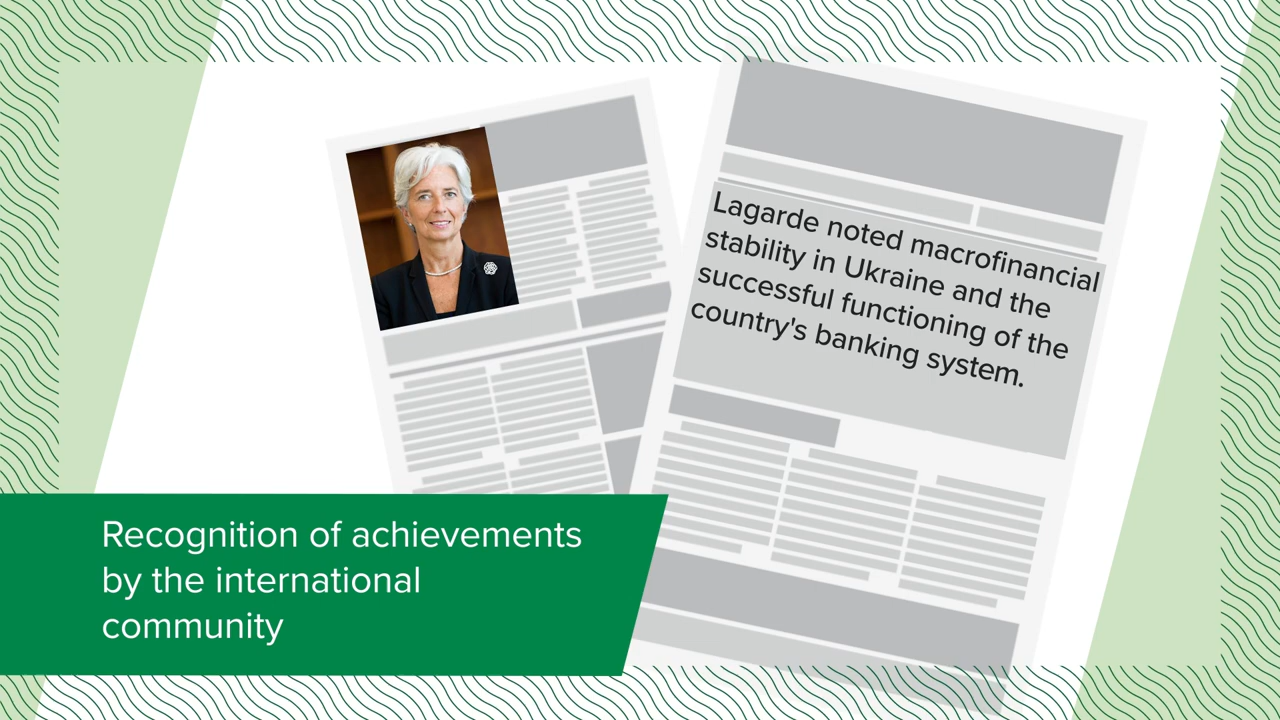 Lagarde noted macrofinancial
stability in Ukraine and the
successful functioning of the
country's banking system.
Recognition of achievements
by the international
community